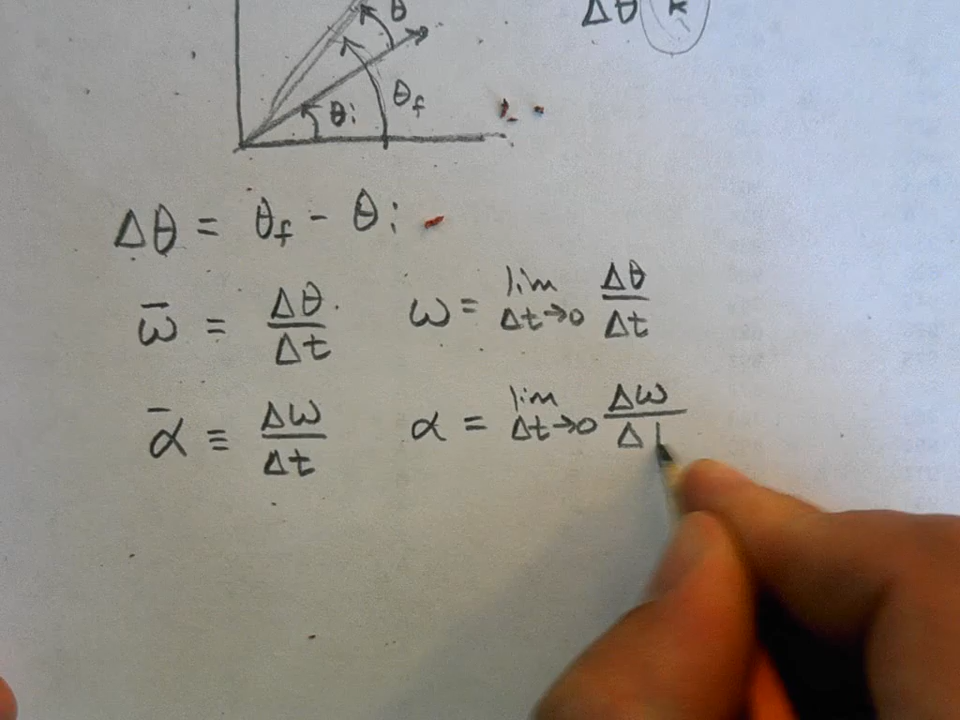 θ
Δθ k
θf
θi
Δθ = θf - θi
ω̄ = Δθ/Δt ω = lim Δt→0 Δθ/Δt
ᾱ ≡ Δω/Δt α = lim Δt→0 Δω/Δ